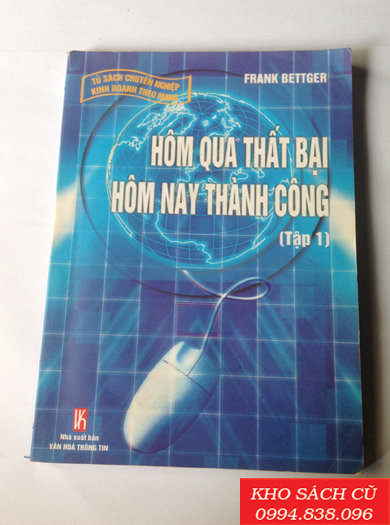 TỦ SÁCH CHUYÊN NGHIỆP
KINH DOANH THEO MẠNG
FRANK BETTGER
HÔM QUA THẤT BẠI
HÔM NAY THÀNH CÔNG
(Tập 1)
Nhà xuất bản
VĂN HOÁ THÔNG TIN
KHO SÁCH CŨ
0994.838.096